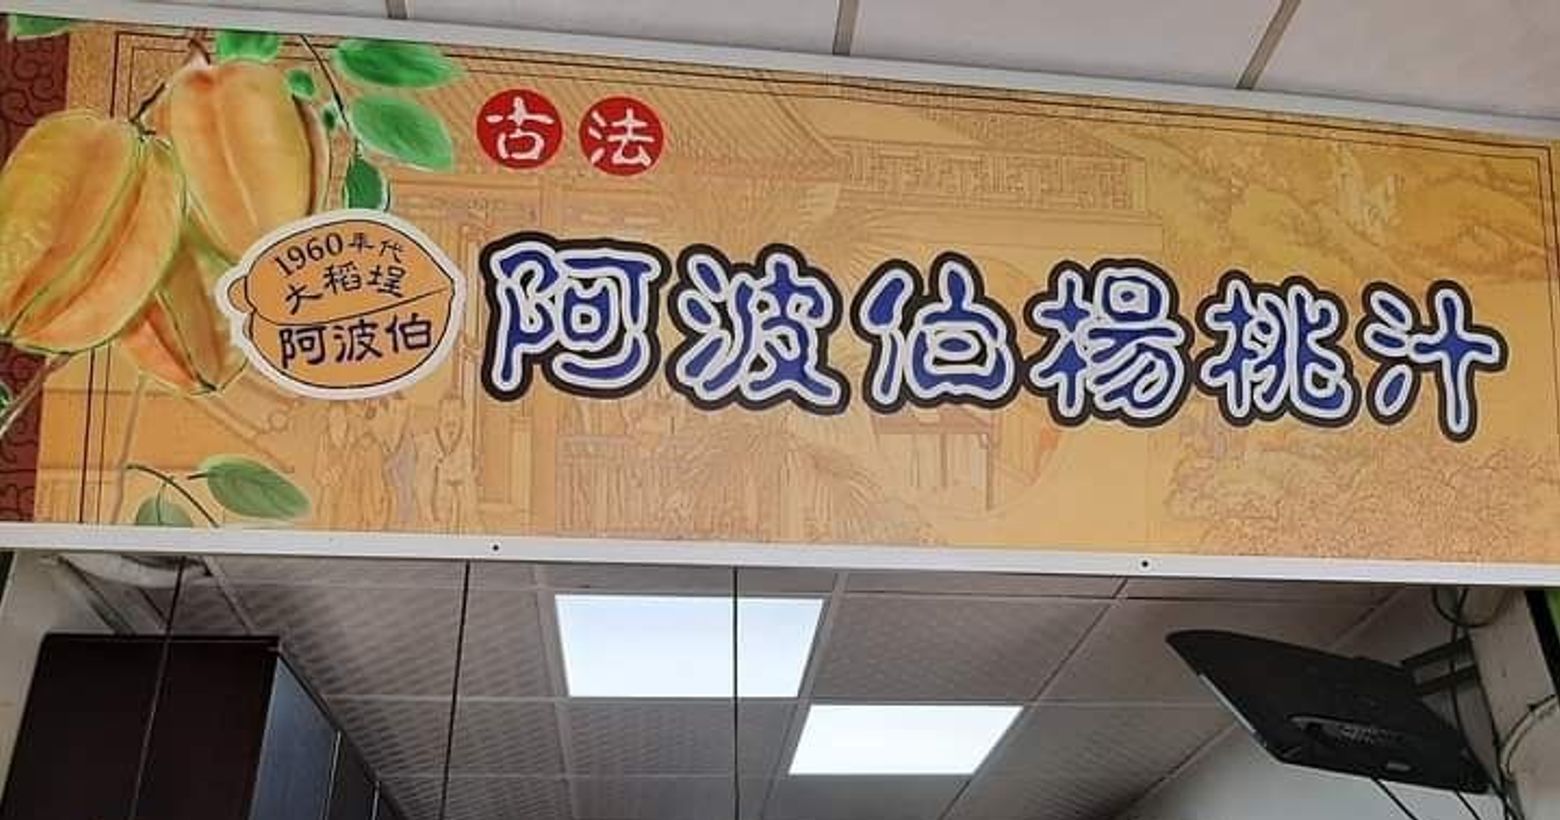 古法
1960年代
大稻埕
阿波伯
阿波伯楊桃汁